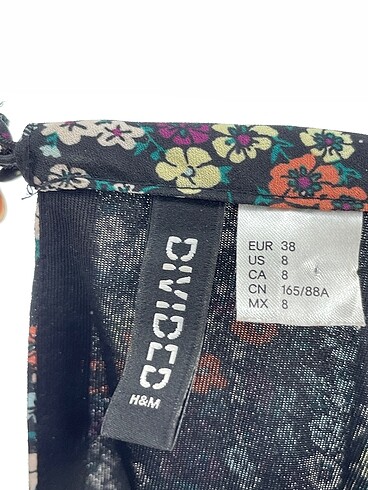 DIVIDED
H&M
EUR 38
US 8
CA 8
CN 165/88A
MX 8